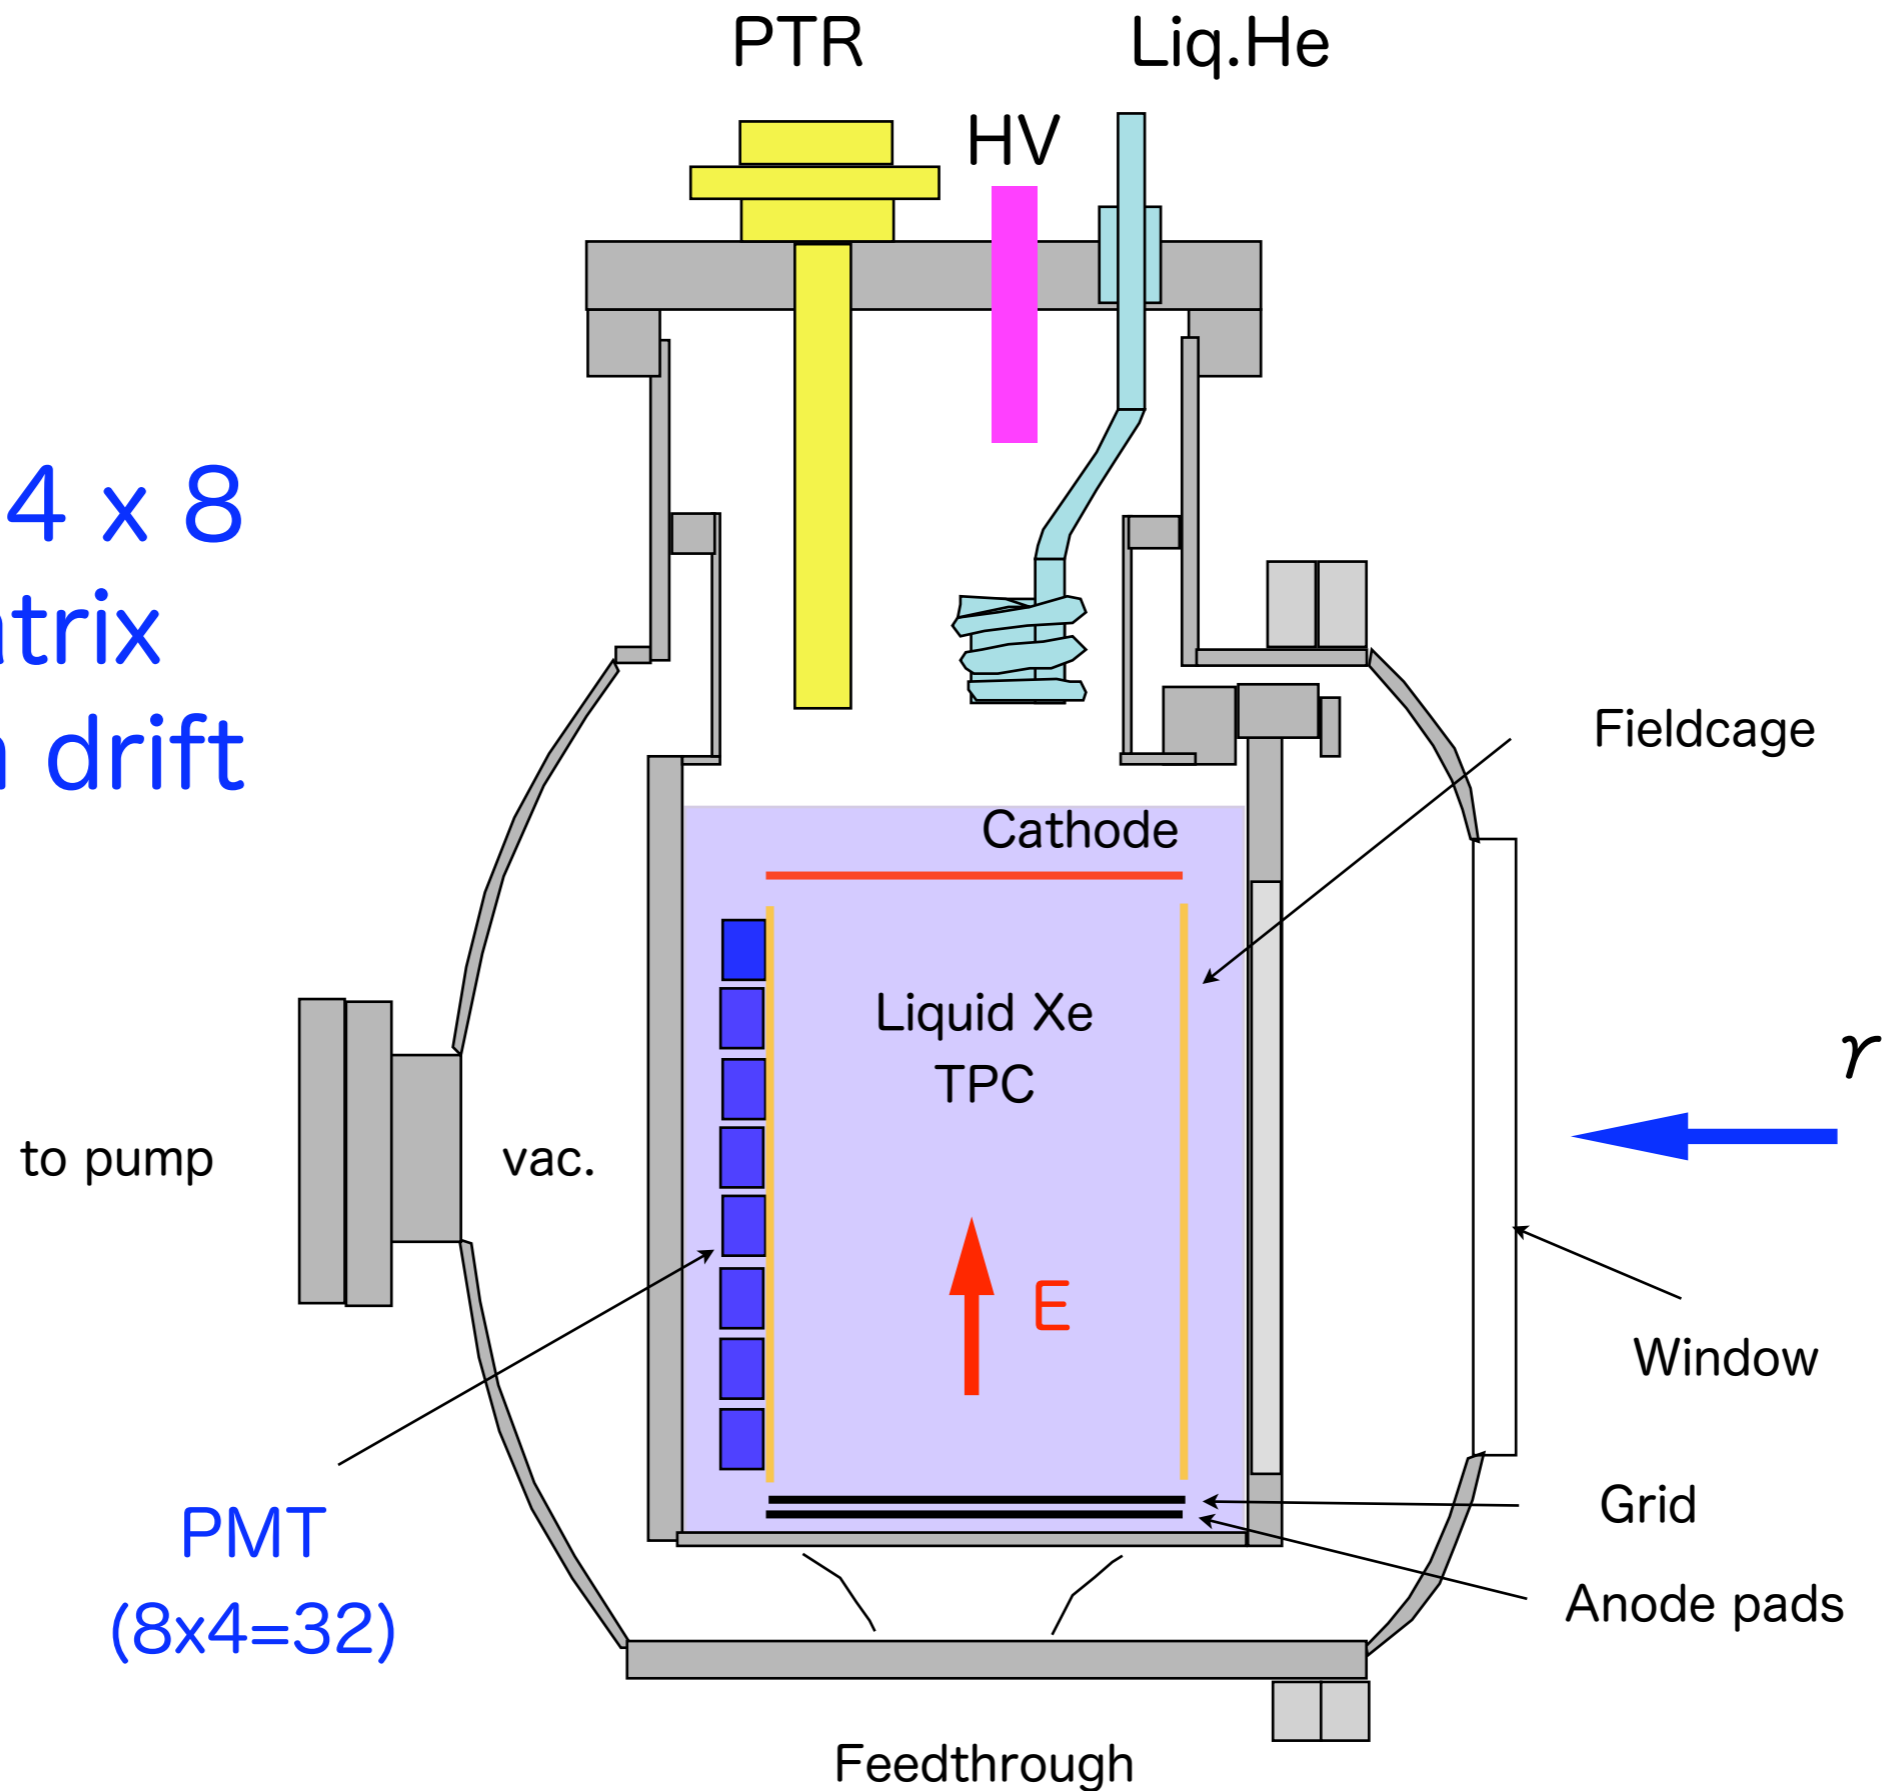 PTR
Liq.He
HV
4 x 8
atrix
drift
Fieldcage
Cathode
Liquid Xe
TPC
γ
to pump
vac.
E
Window
Grid
PMT
(8x4=32)
Anode pads
Feedthrough